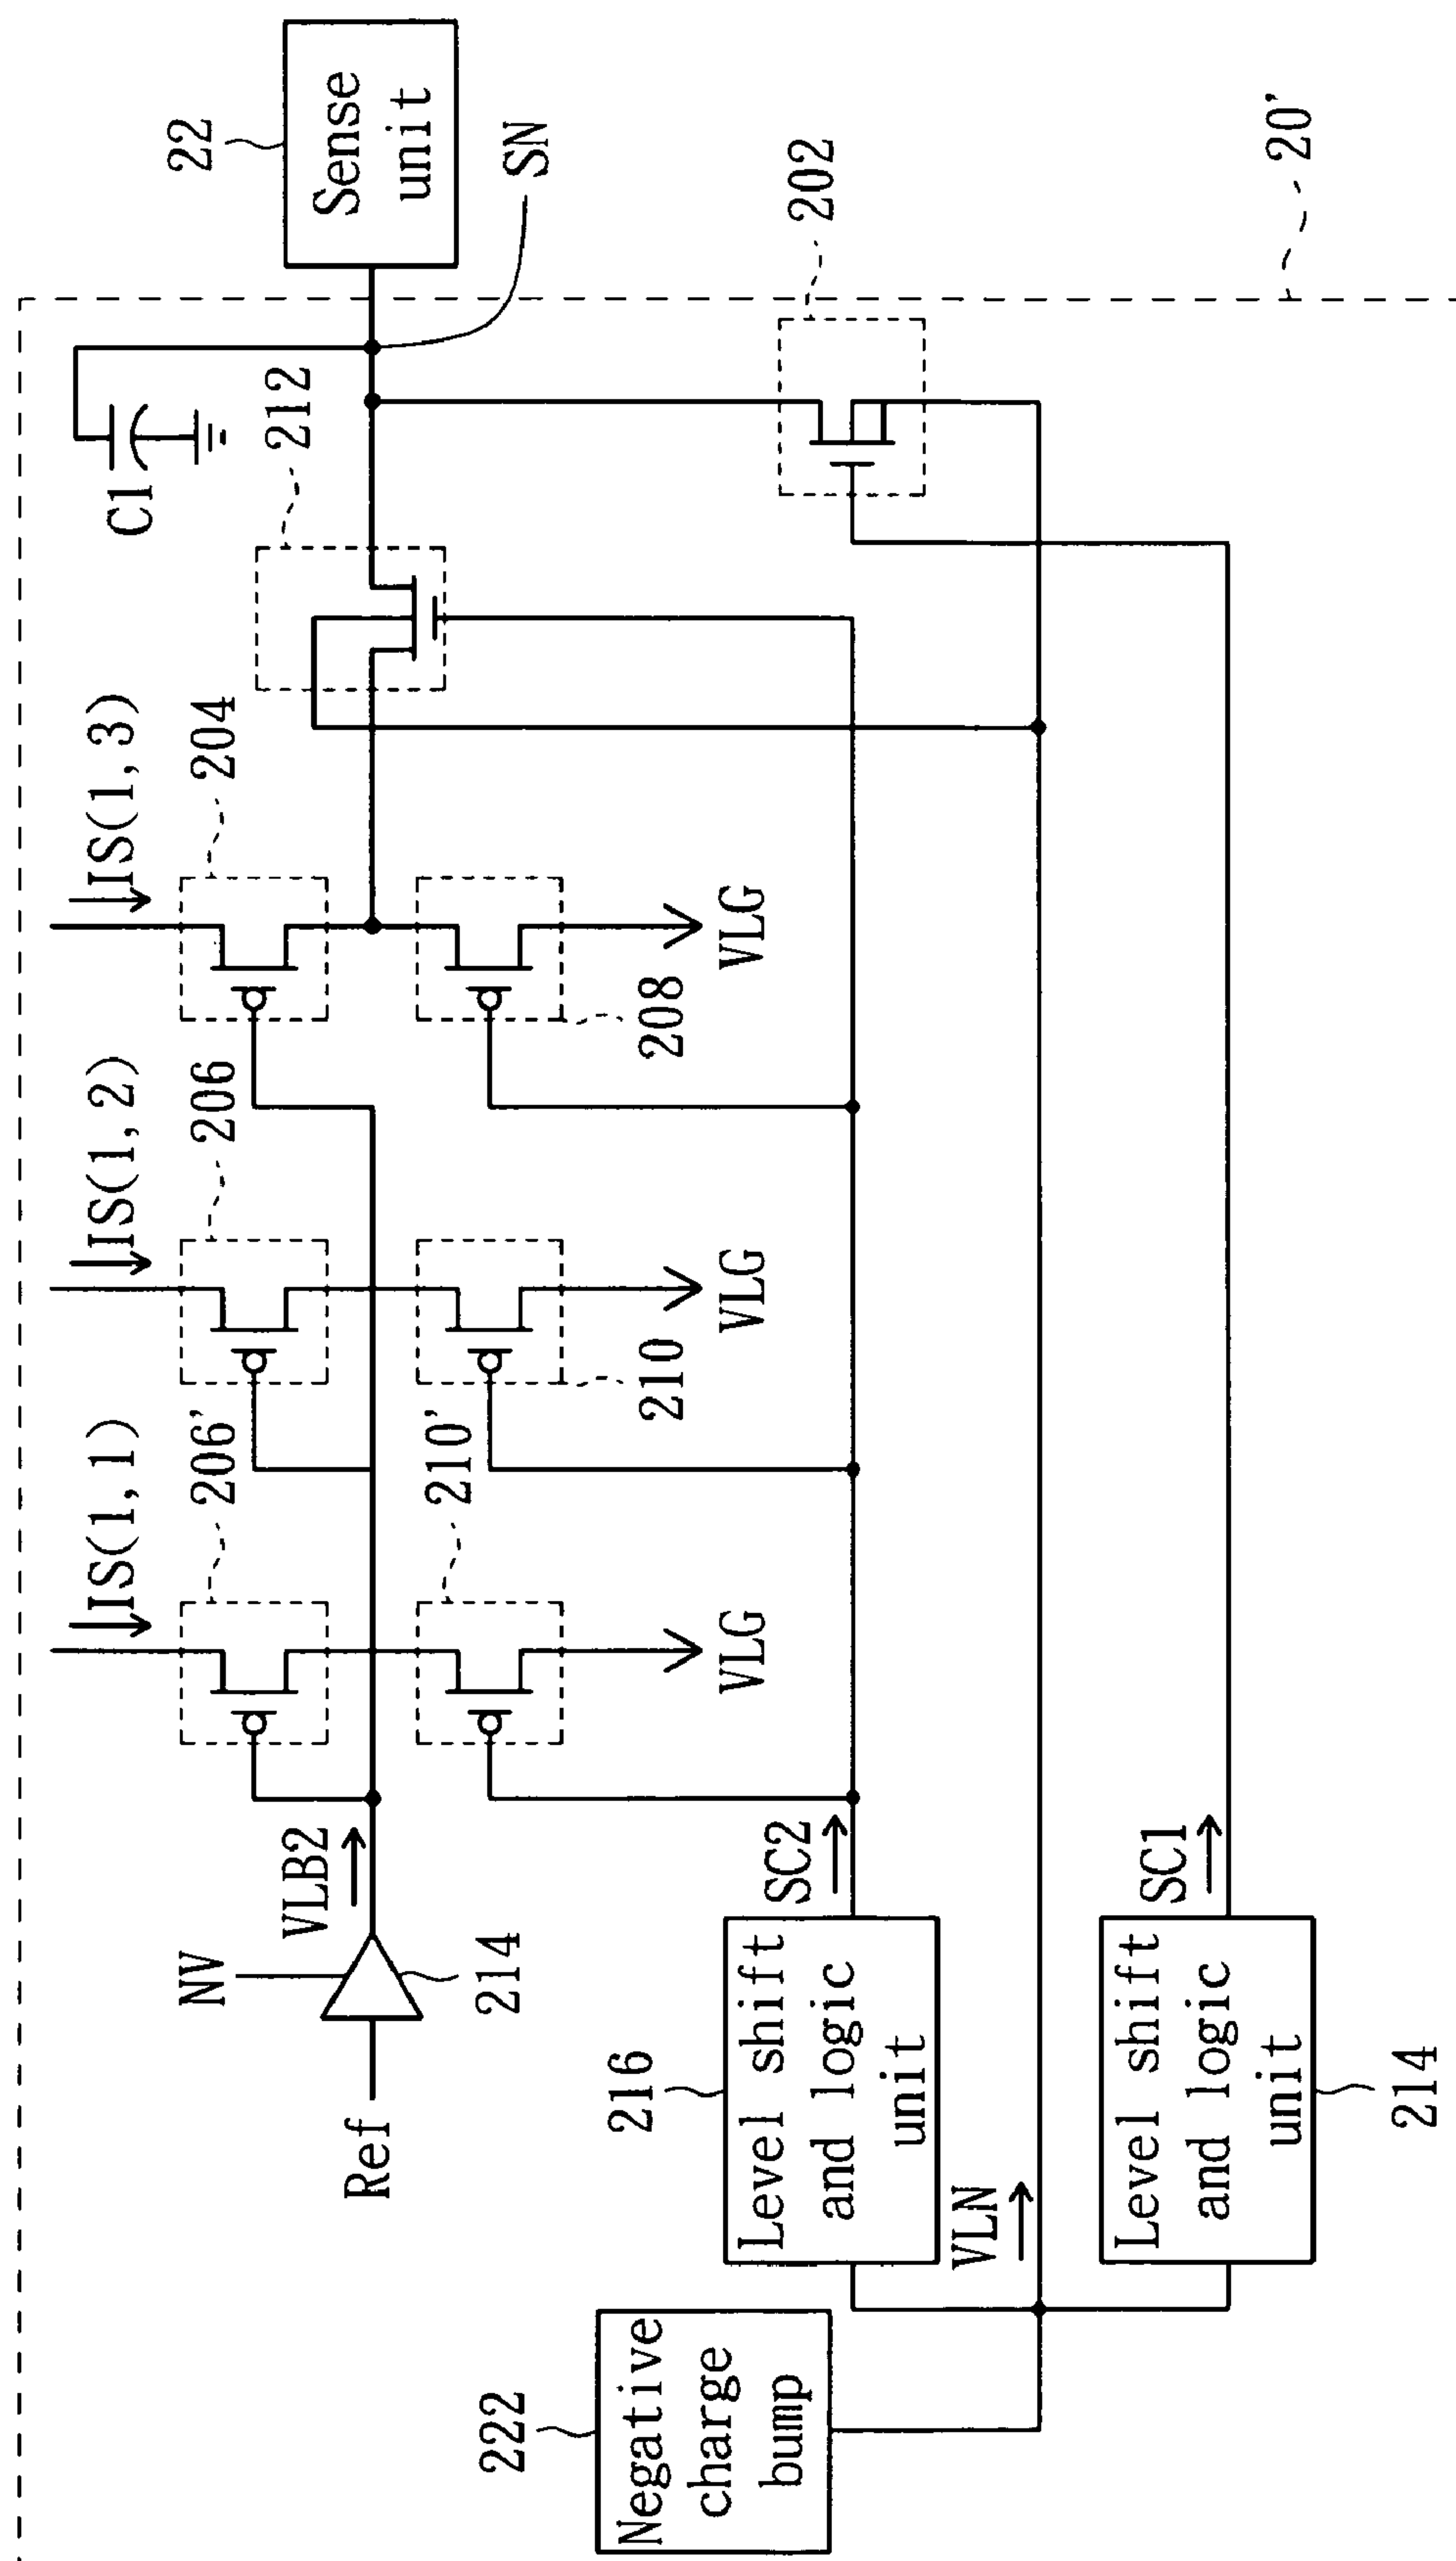 IS(1,1)
IS(1,2)
IS(1,3)
C1
22
Sense
unit
206'
206
204
212
SN
NV
VLB2
Ref
214
210'
210
208
VLG
VLG
VLG
202
216
Level shift
and logic
unit
SC2
222
Negative
charge
bump
VLN
Level shift
and logic
unit
SC1
214
20'